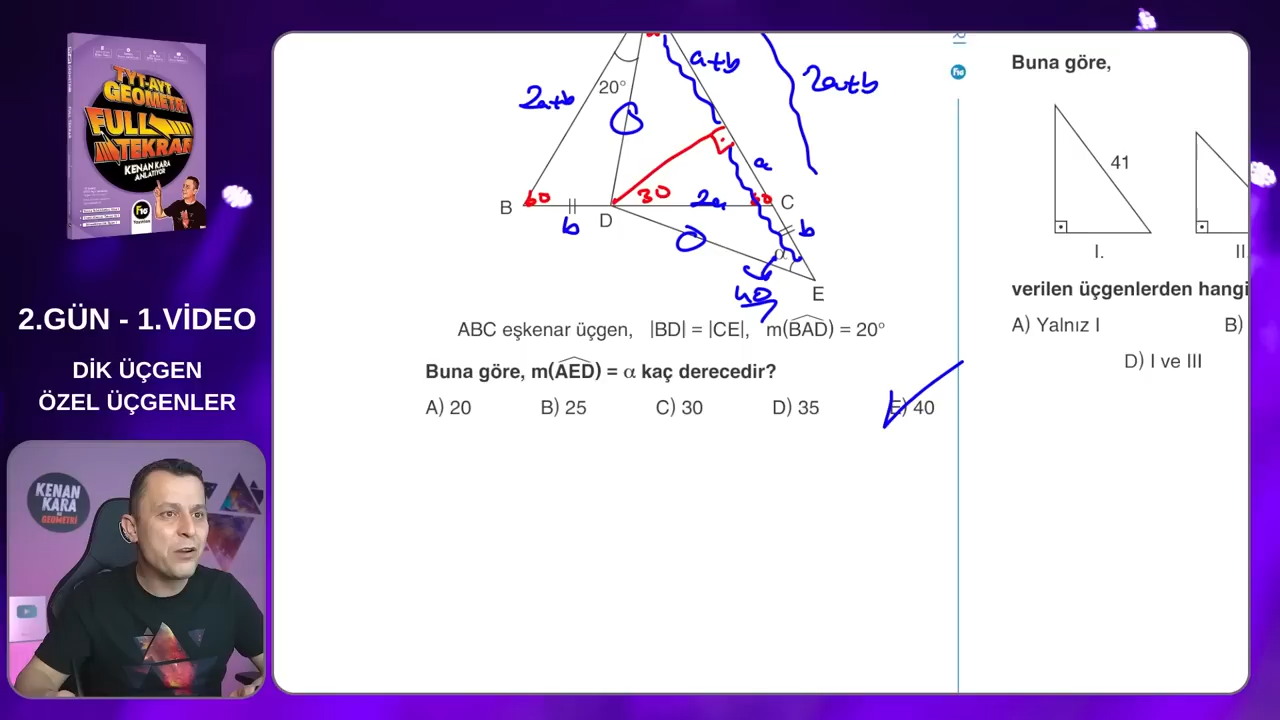 TYT-AYT
GEOMETRİ
FULL
TEKRAR
KENAN KARA
ANLATIYOR
F10
2.GÜN - 1.VİDEO
DİK ÜÇGEN
ÖZEL ÜÇGENLER
KENAN
KARA
GEOMETRİ
20°
2a+b
a+b
2a+b
a
B
60
b
D
30
2a
60
C
b
α
40
E
ABC eşkenar üçgen, |BD| = |CE|, m(BAD) = 20°
Buna göre, m(AED) = α kaç derecedir?
A) 20 B) 25 C) 30 D) 35 E) 40
F10
Buna göre,
41
I.
II
verilen üçgenlerden hangi
A) Yalnız I B)
D) I ve III